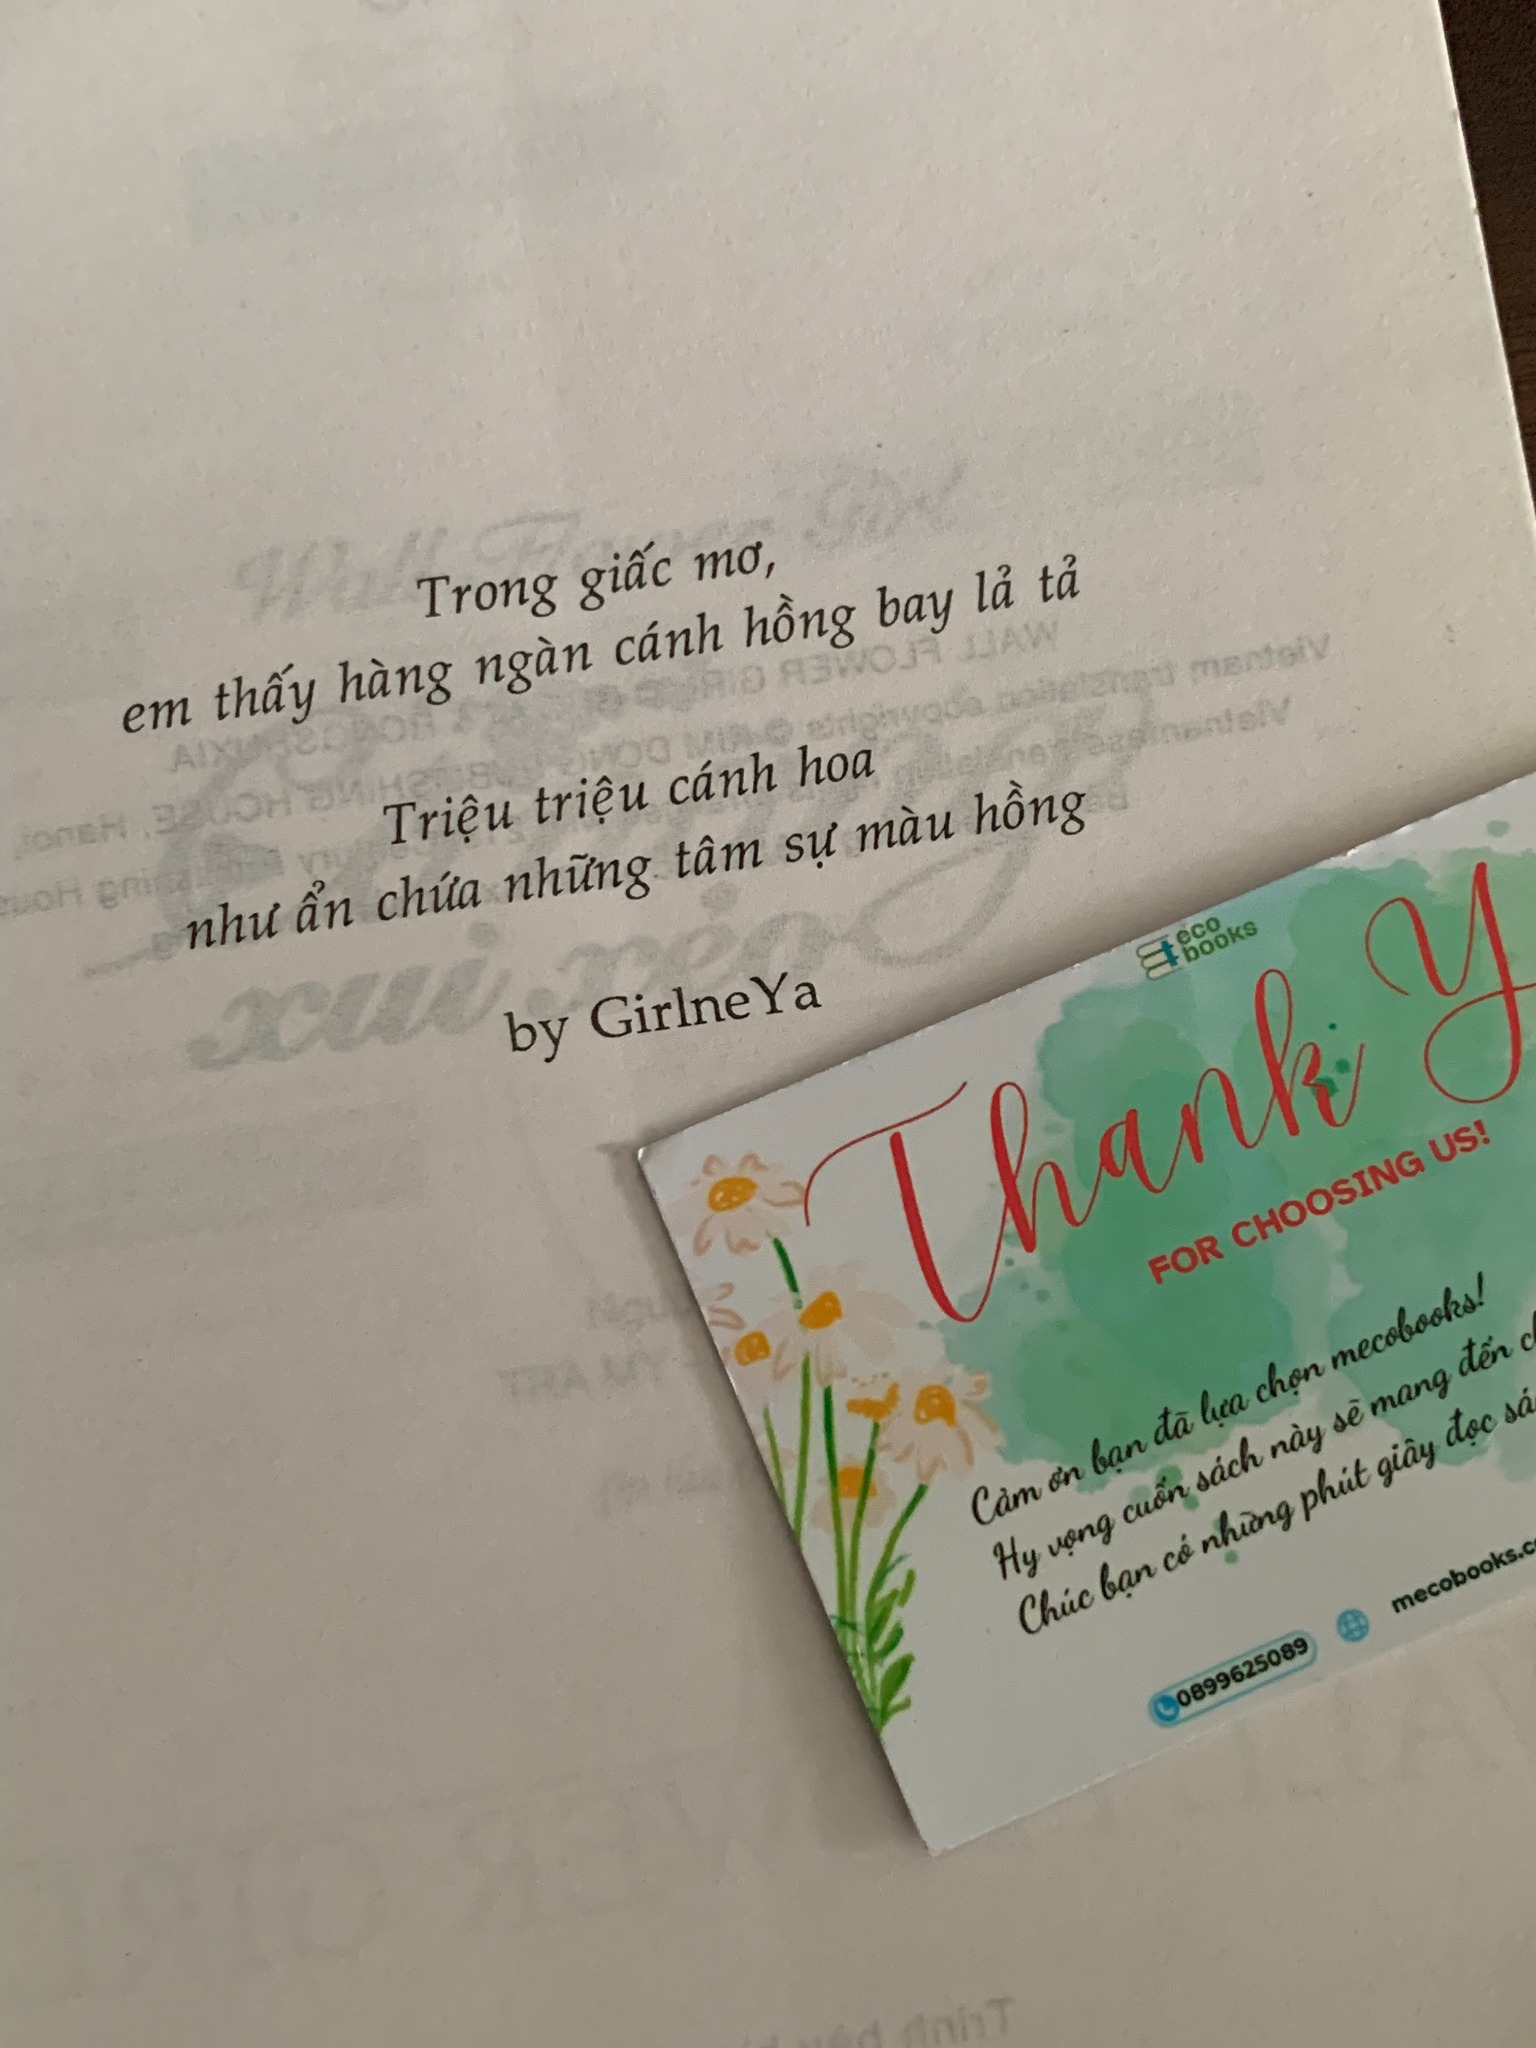 Trong giấc mơ,
em thấy hàng ngàn cánh hồng bay lả tả
Triệu triệu cánh hoa
như ẩn chứa những tâm sự màu hồng
by GirlneYa
eco
books
Thank Y
FOR CHOOSING US!
Cảm ơn bạn đã lựa chọn mecobooks!
Hy vọng cuốn sách này sẽ mang đến
Chúc bạn có những phút giây đọc
0899625089
mecobooks.c